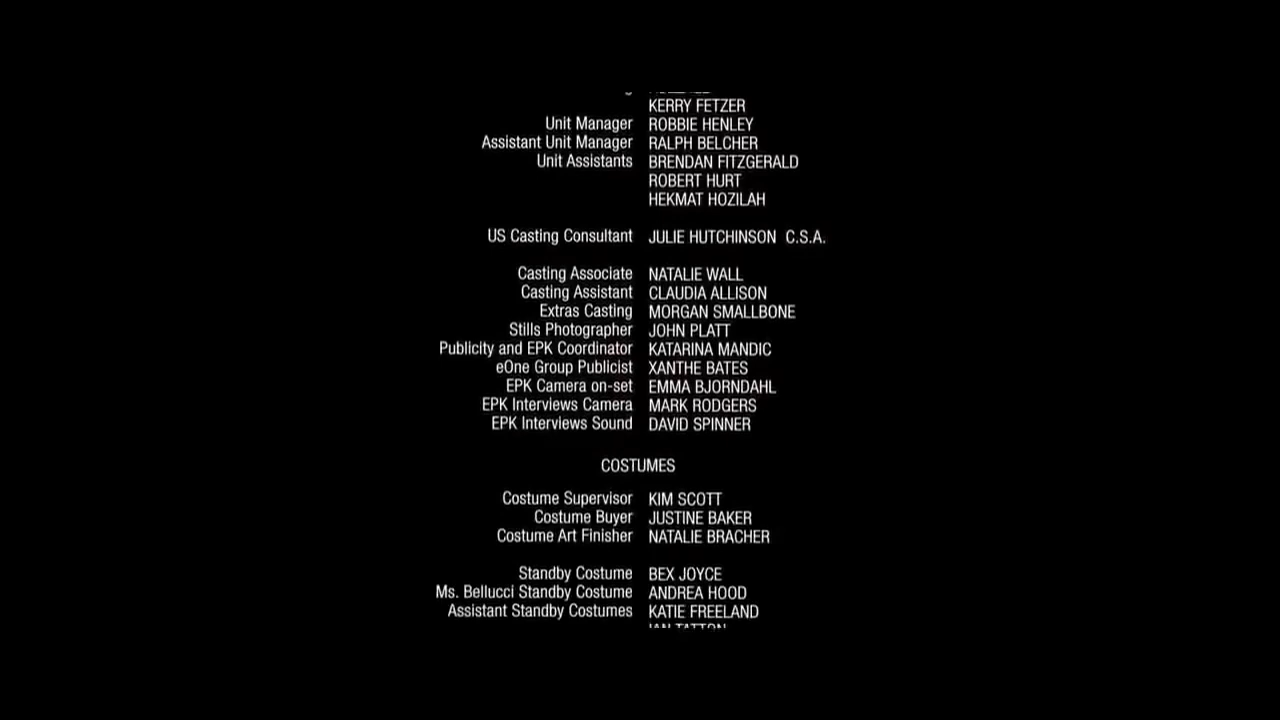 KERRY FETZER
Unit Manager ROBBIE HENLEY
Assistant Unit Manager RALPH BELCHER
Unit Assistants BRENDAN FITZGERALD
ROBERT HURT
HEKMAT HOZILAH
US Casting Consultant JULIE HUTCHINSON C.S.A.
Casting Associate NATALIE WALL
Casting Assistant CLAUDIA ALLISON
Extras Casting MORGAN SMALLBONE
Stills Photographer JOHN PLATT
Publicity and EPK Coordinator KATARINA MANDIC
eOne Group Publicist XANTHE BATES
EPK Camera on-set EMMA BJORNDAHL
EPK Interviews Camera MARK RODGERS
EPK Interviews Sound DAVID SPINNER
COSTUMES
Costume Supervisor KIM SCOTT
Costume Buyer JUSTINE BAKER
Costume Art Finisher NATALIE BRACHER
Standby Costume BEX JOYCE
Ms. Bellucci Standby Costume ANDREA HOOD
Assistant Standby Costumes KATIE FREELAND